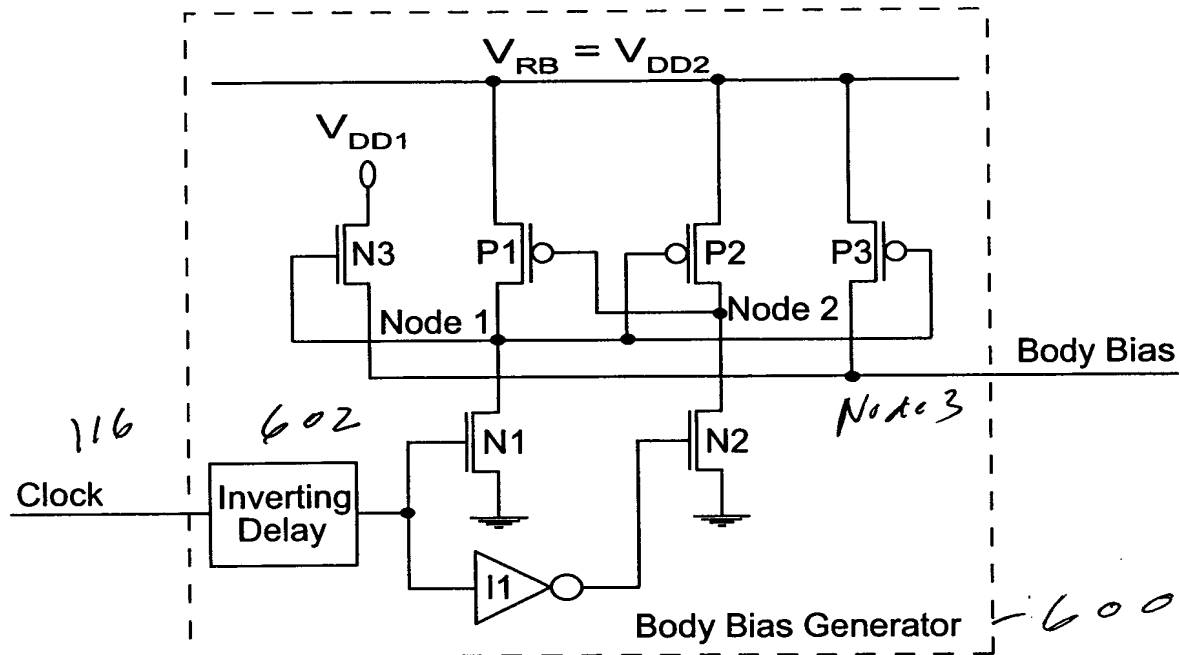 V_RB = V_DD2
V_DD1
N3
P1
P2
P3
Node 1
Node 2
Body Bias
Node 3
116
602
N1
N2
Clock
Inverting
Delay
I1
Body Bias Generator
600